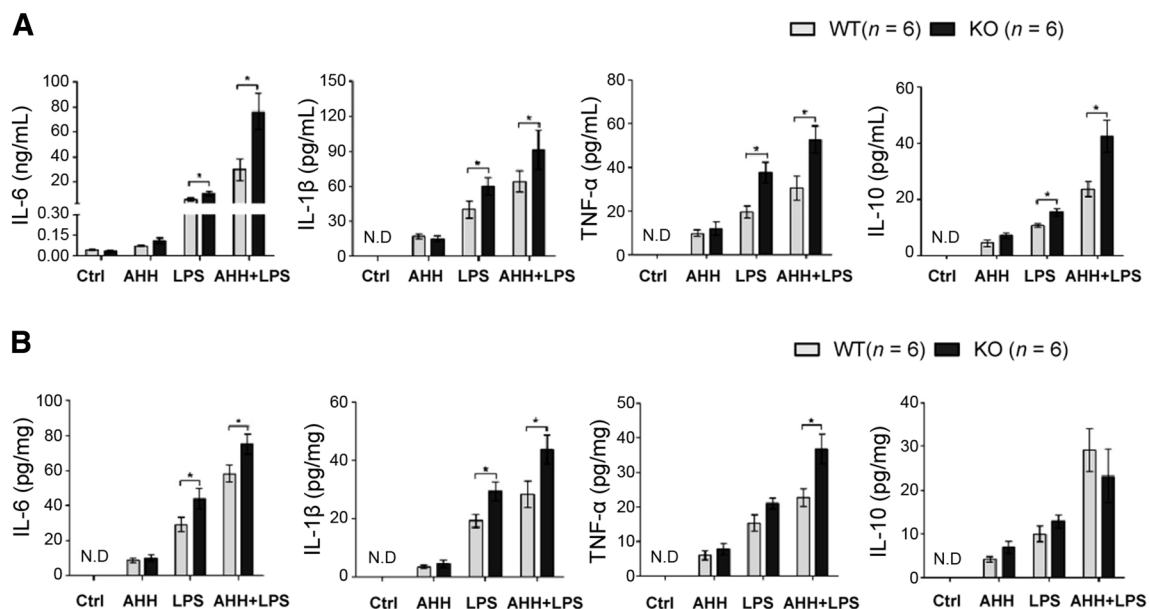 A
WT(n = 6) KO (n = 6)
IL-6 (ng/mL)
100
80
60
40
20
0.30
0.15
0.00
*
*
Ctrl AHH LPS AHH+LPS
IL-1β (pg/mL)
150
120
90
60
30
0
N.D
*
*
Ctrl AHH LPS AHH+LPS
TNF-α (pg/mL)
80
60
40
20
0
N.D
*
*
Ctrl AHH LPS AHH+LPS
IL-10 (pg/mL)
60
40
20
0
N.D
*
*
Ctrl AHH LPS AHH+LPS
B
WT(n = 6) KO (n = 6)
IL-6 (pg/mg)
100
80
60
40
20
0
N.D
*
*
Ctrl AHH LPS AHH+LPS
IL-1β (pg/mg)
60
40
20
0
N.D
*
*
Ctrl AHH LPS AHH+LPS
TNF-α (pg/mg)
50
40
30
20
10
0
N.D
*
Ctrl AHH LPS AHH+LPS
IL-10 (pg/mg)
40
30
20
10
0
N.D
Ctrl AHH LPS AHH+LPS